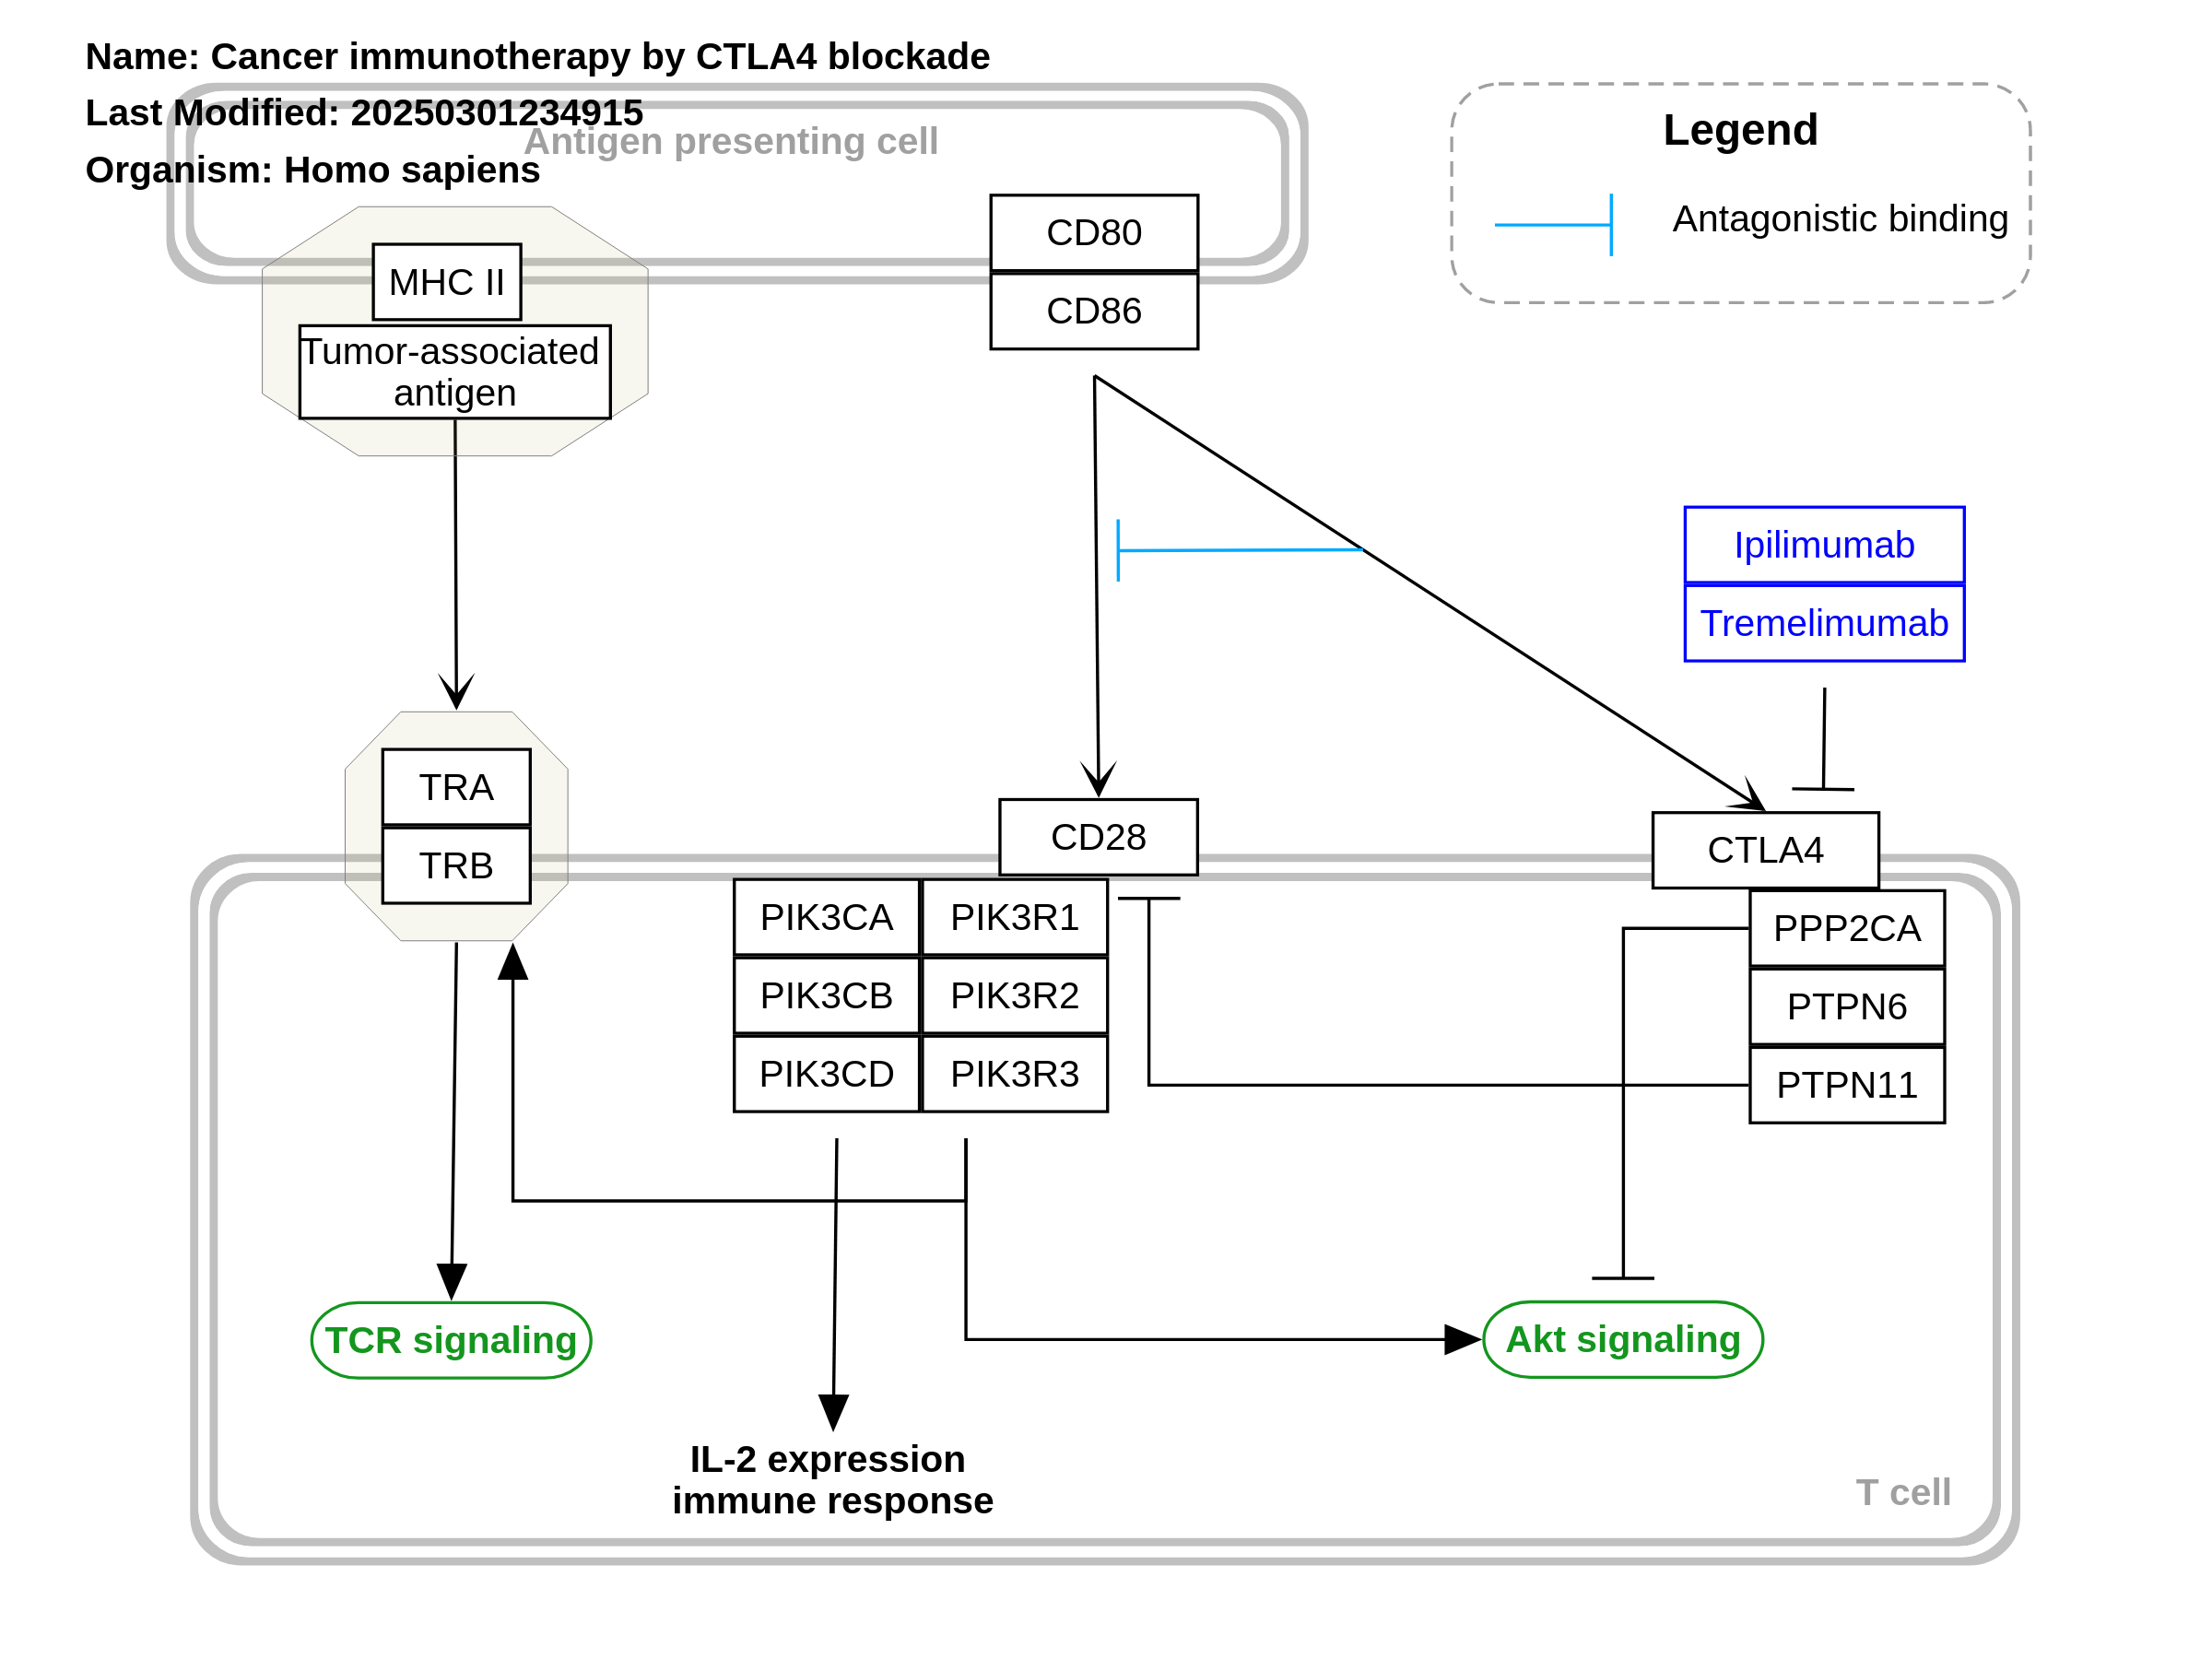 Name: Cancer immunotherapy by CTLA4 blockade
Last Modified: 20250301234915
Organism: Homo sapiens
Antigen presenting cell
Legend
Antagonistic binding
CD80
CD86
MHC II
Tumor-associated
antigen
Ipilimumab
Tremelimumab
TRA
TRB
CD28
CTLA4
PIK3CA
PIK3R1
PIK3CB
PIK3R2
PIK3CD
PIK3R3
PPP2CA
PTPN6
PTPN11
TCR signaling
Akt signaling
IL-2 expression
immune response
T cell